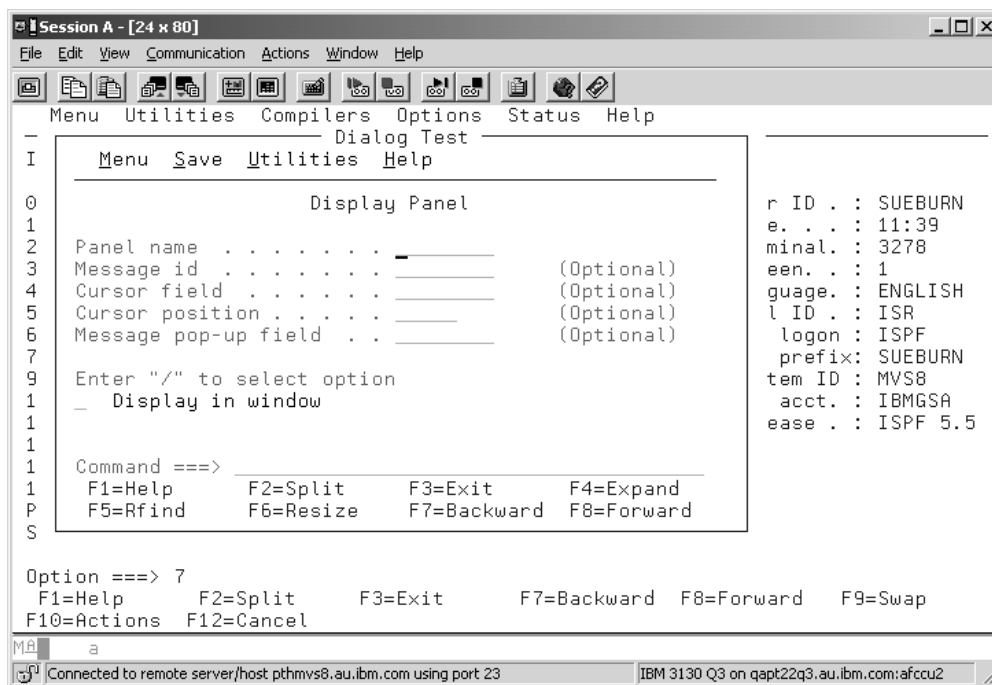 Session A - [24 x 80]
File Edit View Communication Actions Window Help
Menu Utilities Compilers Options Status Help
Dialog Test
I Menu Save Utilities Help
0 Display Panel r ID . : SUEBURN
1 e. . . : 11:39
2 Panel name . . . . . . . minal. : 3278
3 Message id . . . . . . . (Optional) een. . : 1
4 Cursor field . . . . . . (Optional) guage. : ENGLISH
5 Cursor position . . . . . (Optional) l ID . : ISR
6 Message pop-up field . . (Optional) logon : ISPF
7 prefix: SUEBURN
9 Enter "/" to select option tem ID : MVS8
1 _ Display in window acct. : IBMGSA
1 ease . : ISPF 5.5
1
1 Command ===>
1 F1=Help F2=Split F3=Exit F4=Expand
P F5=Rfind F6=Resize F7=Backward F8=Forward
S
Option ===> 7
F1=Help F2=Split F3=Exit F7=Backward F8=Forward F9=Swap
F10=Actions F12=Cancel
MA a
Connected to remote server/host pthmvs8.au.ibm.com using port 23 IBM 3130 Q3 on qapt22q3.au.ibm.com:afccu2